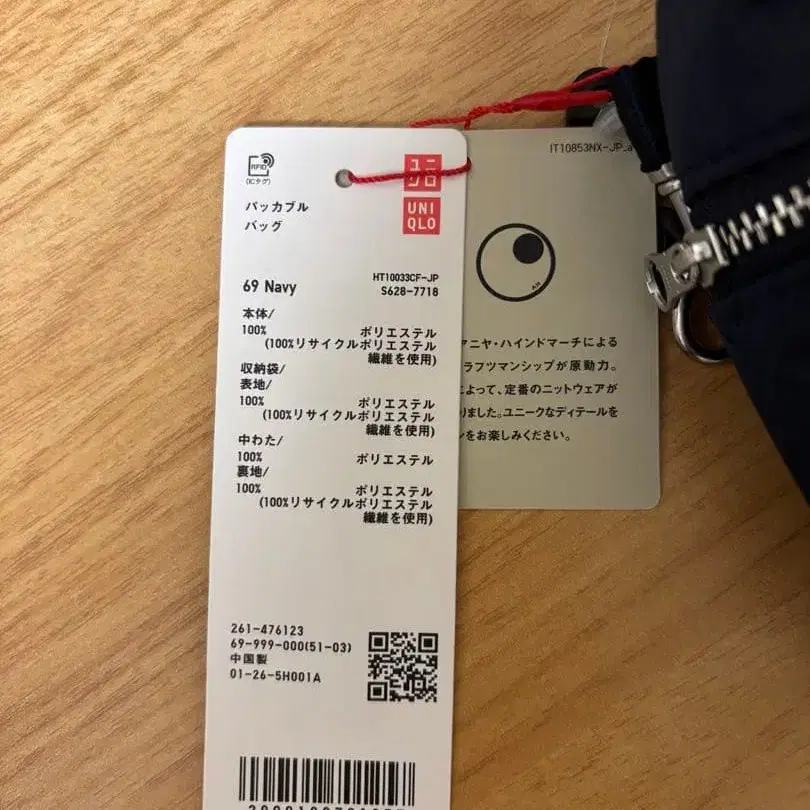 RFID
(ICタグ)
ユニ
クロ
UNI
QLO
パッカブル
バッグ
69 Navy
HT10033CF-JP
S628-7718
本体/
100% ポリエステル
(100%リサイクルポリエステル
繊維を使用)
収納袋/
表地/
100% ポリエステル
(100%リサイクルポリエステル
繊維を使用)
中わた/
100% ポリエステル
裏地/
100% ポリエステル
(100%リサイクルポリエステル
繊維を使用)
261-476123
69-999-000(51-03)
中国製
01-26-5H001A
IT10853NX-JP_a
AH
アニヤ・ハインドマーチによる
ラフツマンシップが原動力。
よって、定番のニットウェアが
りました。ユニークなディテールを
ンをお楽しみください。